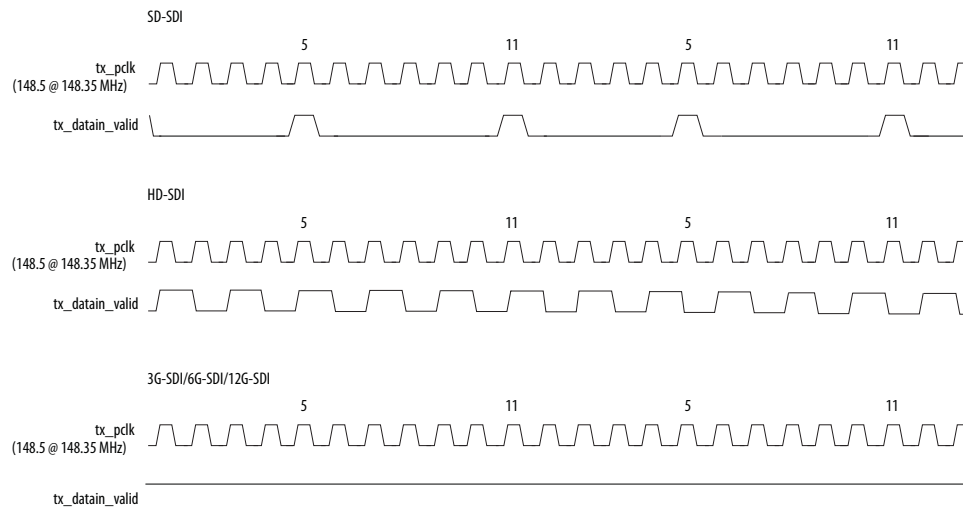 SD-SDI
5 11 5 11
tx_pclk
(148.5 @ 148.35 MHz)
tx_datain_valid
HD-SDI
5 11 5 11
tx_pclk
(148.5 @ 148.35 MHz)
tx_datain_valid
3G-SDI/6G-SDI/12G-SDI
5 11 5 11
tx_pclk
(148.5 @ 148.35 MHz)
tx_datain_valid